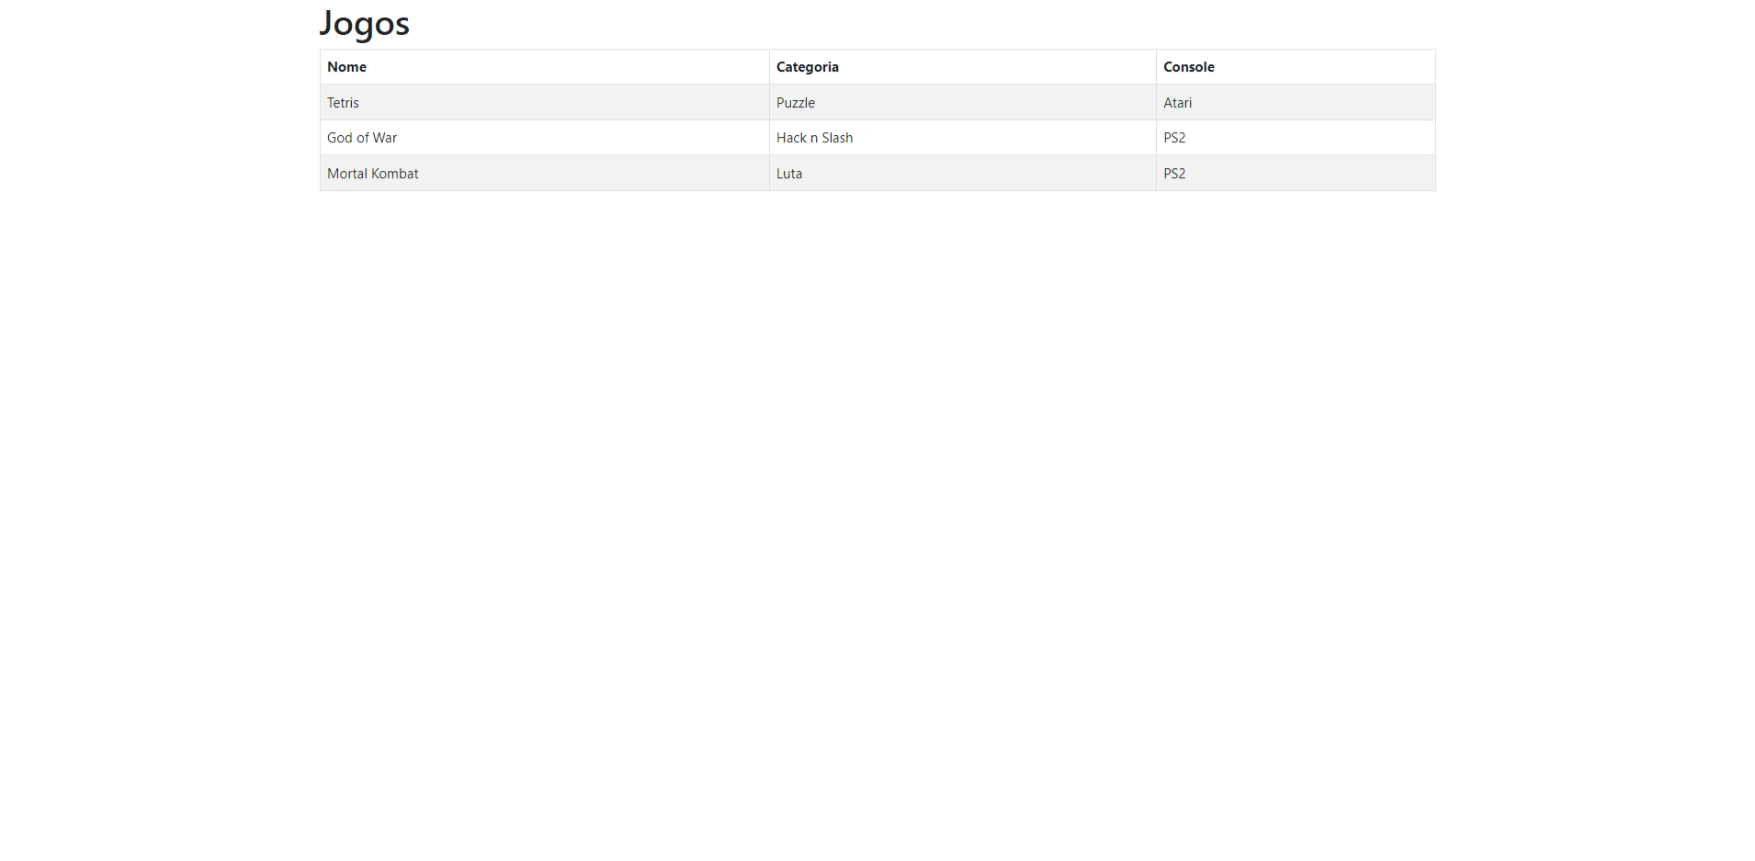 Jogos
Nome Categoria Console
Tetris Puzzle Atari
God of War Hack n Slash PS2
Mortal Kombat Luta PS2